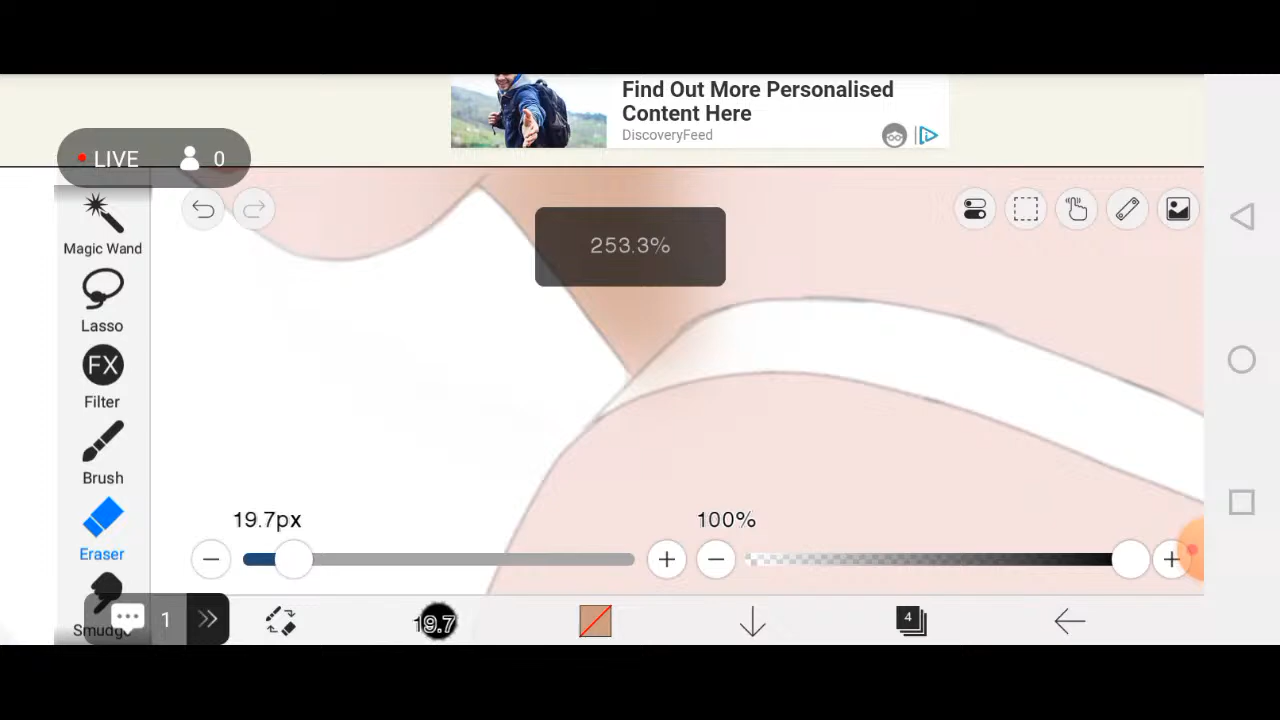 Find Out More Personalised
Content Here
DiscoveryFeed
LIVE 0
Magic Wand
253.3%
Lasso
FX
Filter
Brush
19.7px
100%
Eraser
Smudge
1
19.7
4